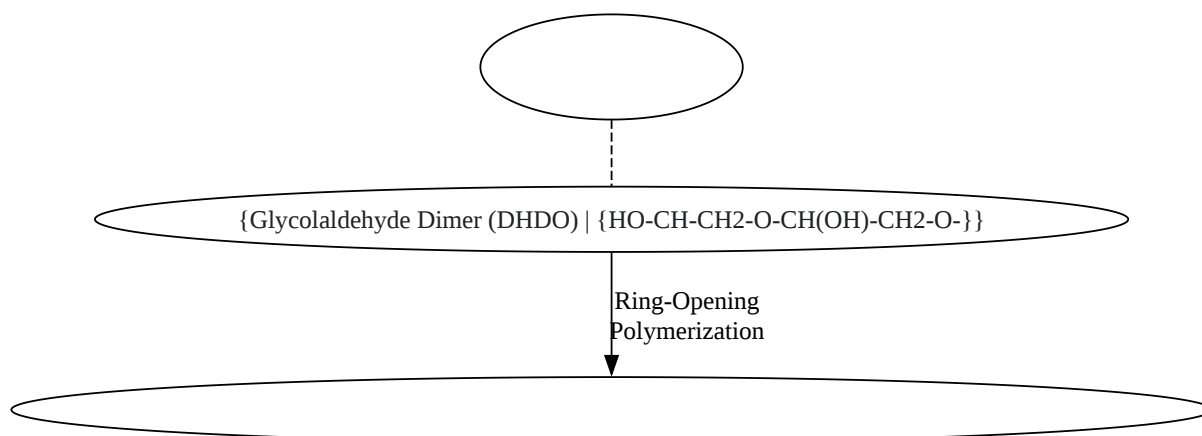 {Glycolaldehyde Dimer (DHDO) | {HO-CH-CH2-O-CH(OH)-CH2-O-}}
Ring-Opening
Polymerization